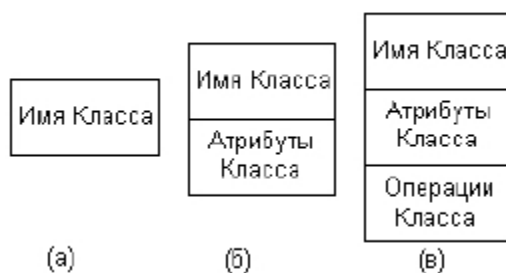 Имя Класса
(а)
Имя Класса
Атрибуты
Класса
(б)
Имя Класса
Атрибуты
Класса
Операции
Класса
(в)